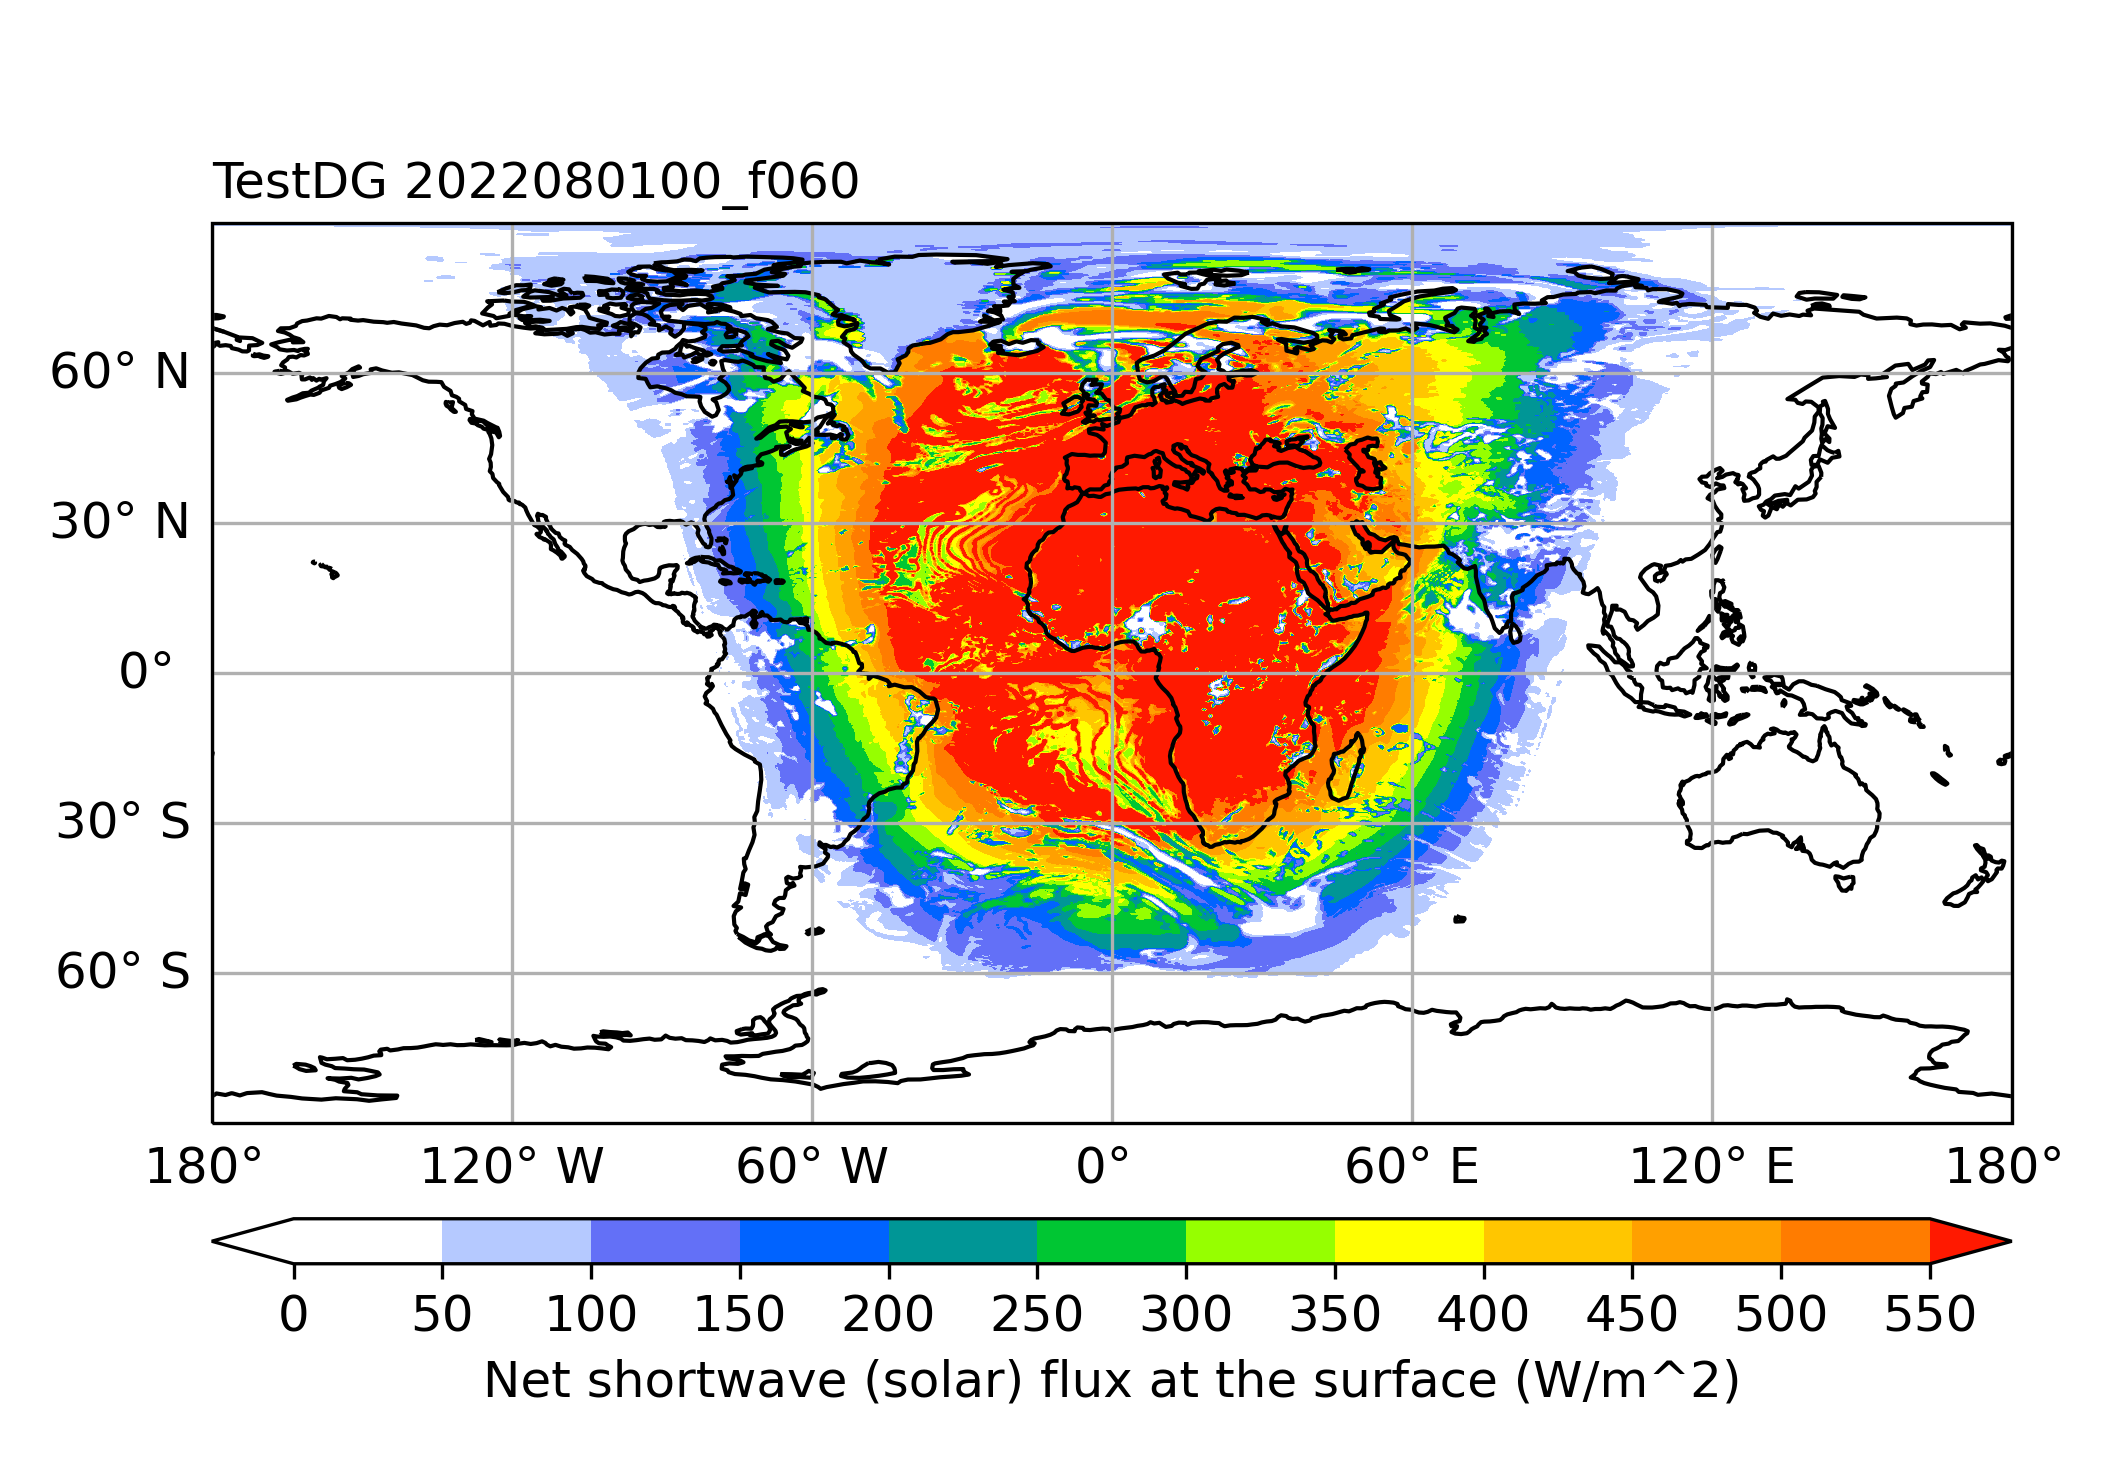 TestDG 2022080100_f060
60° N
30° N
0°
30° S
60° S
180° 120° W 60° W 0° 60° E 120° E 180°
0 50 100 150 200 250 300 350 400 450 500 550
Net shortwave (solar) flux at the surface (W/m^2)